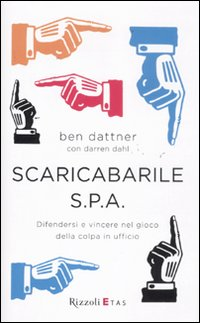 ben dattner
con darren dahl
SCARICABARILE
S.P.A.
Difendersi e vincere nel gioco
della colpa in ufficio
Rizzoli ETAS